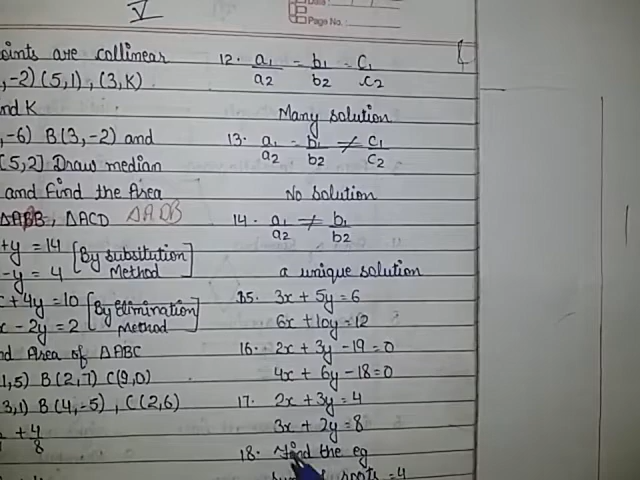 V
Date:
Page No.:
oints are collinear
,-2) (5,1), (3,K)
nd K
,-6) B(3,-2) and
(5,2) Draw median
and find the Area
, ΔACD ΔADB
+y = 14 [By subsitution
-y = 4 Method]
+4y = 10 [By elimination
x - 2y = 2 Method]
nd Area of ΔABC
1,5) B(2,7) C(9,0)
3,1) B(4,-5), C(2,6)
+ 4/8
12. a₁/a₂ = b₁/b₂ = c₁/c₂
Many solution
13. a₁/a₂ = b₁/b₂ ≠ c₁/c₂
No solution
14. a₁/a₂ ≠ b₁/b₂
a unique solution
15. 3x + 5y = 6
6x + 10y = 12
16. 2x + 3y - 19 = 0
4x + 6y - 18 = 0
17. 2x + 3y = 4
3x + 2y = 8
18. find the eg
roots = 4